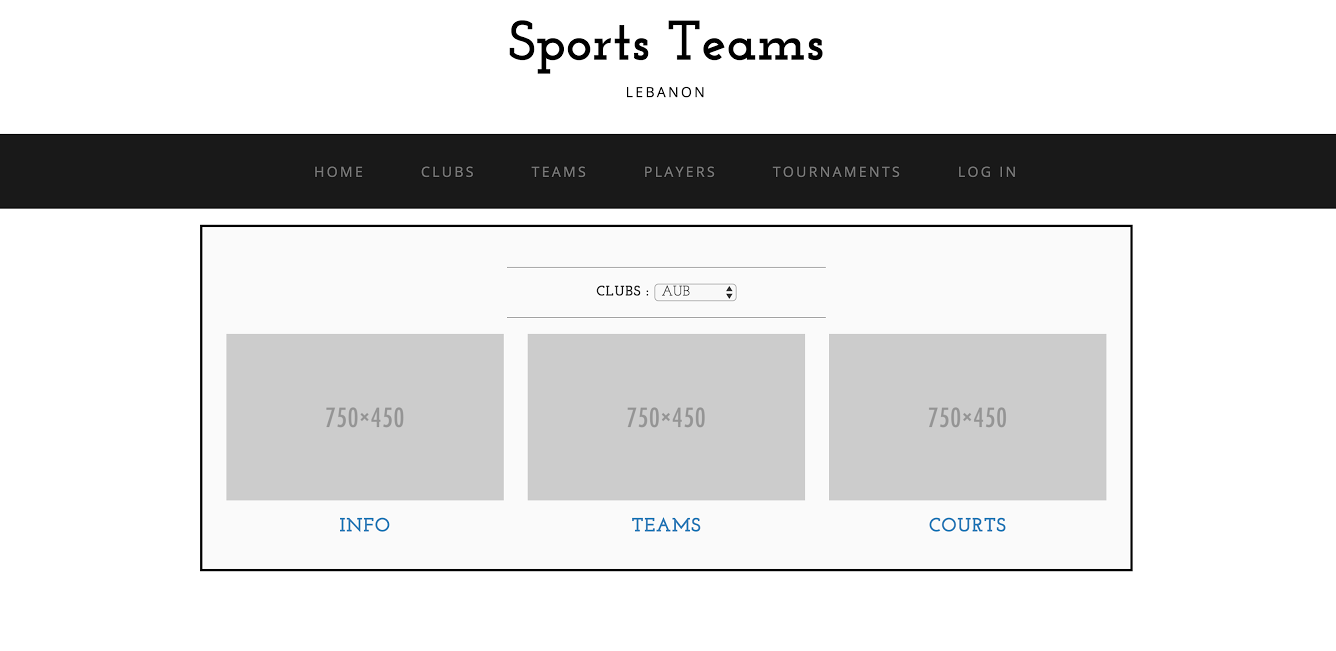 Sports Teams
LEBANON
HOME CLUBS TEAMS PLAYERS TOURNAMENTS LOG IN
CLUBS : AUB
750×450 750×450 750×450
INFO TEAMS COURTS